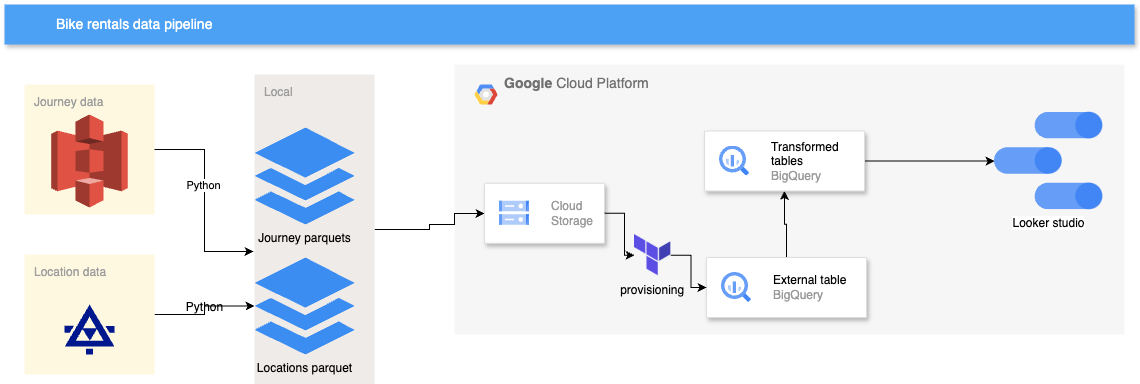 Bike rentals data pipeline
Journey data
Python
Location data
Python
Local
Journey parquets
Locations parquet
Google Cloud Platform
Cloud
Storage
provisioning
Transformed
tables
BigQuery
External table
BigQuery
Looker studio